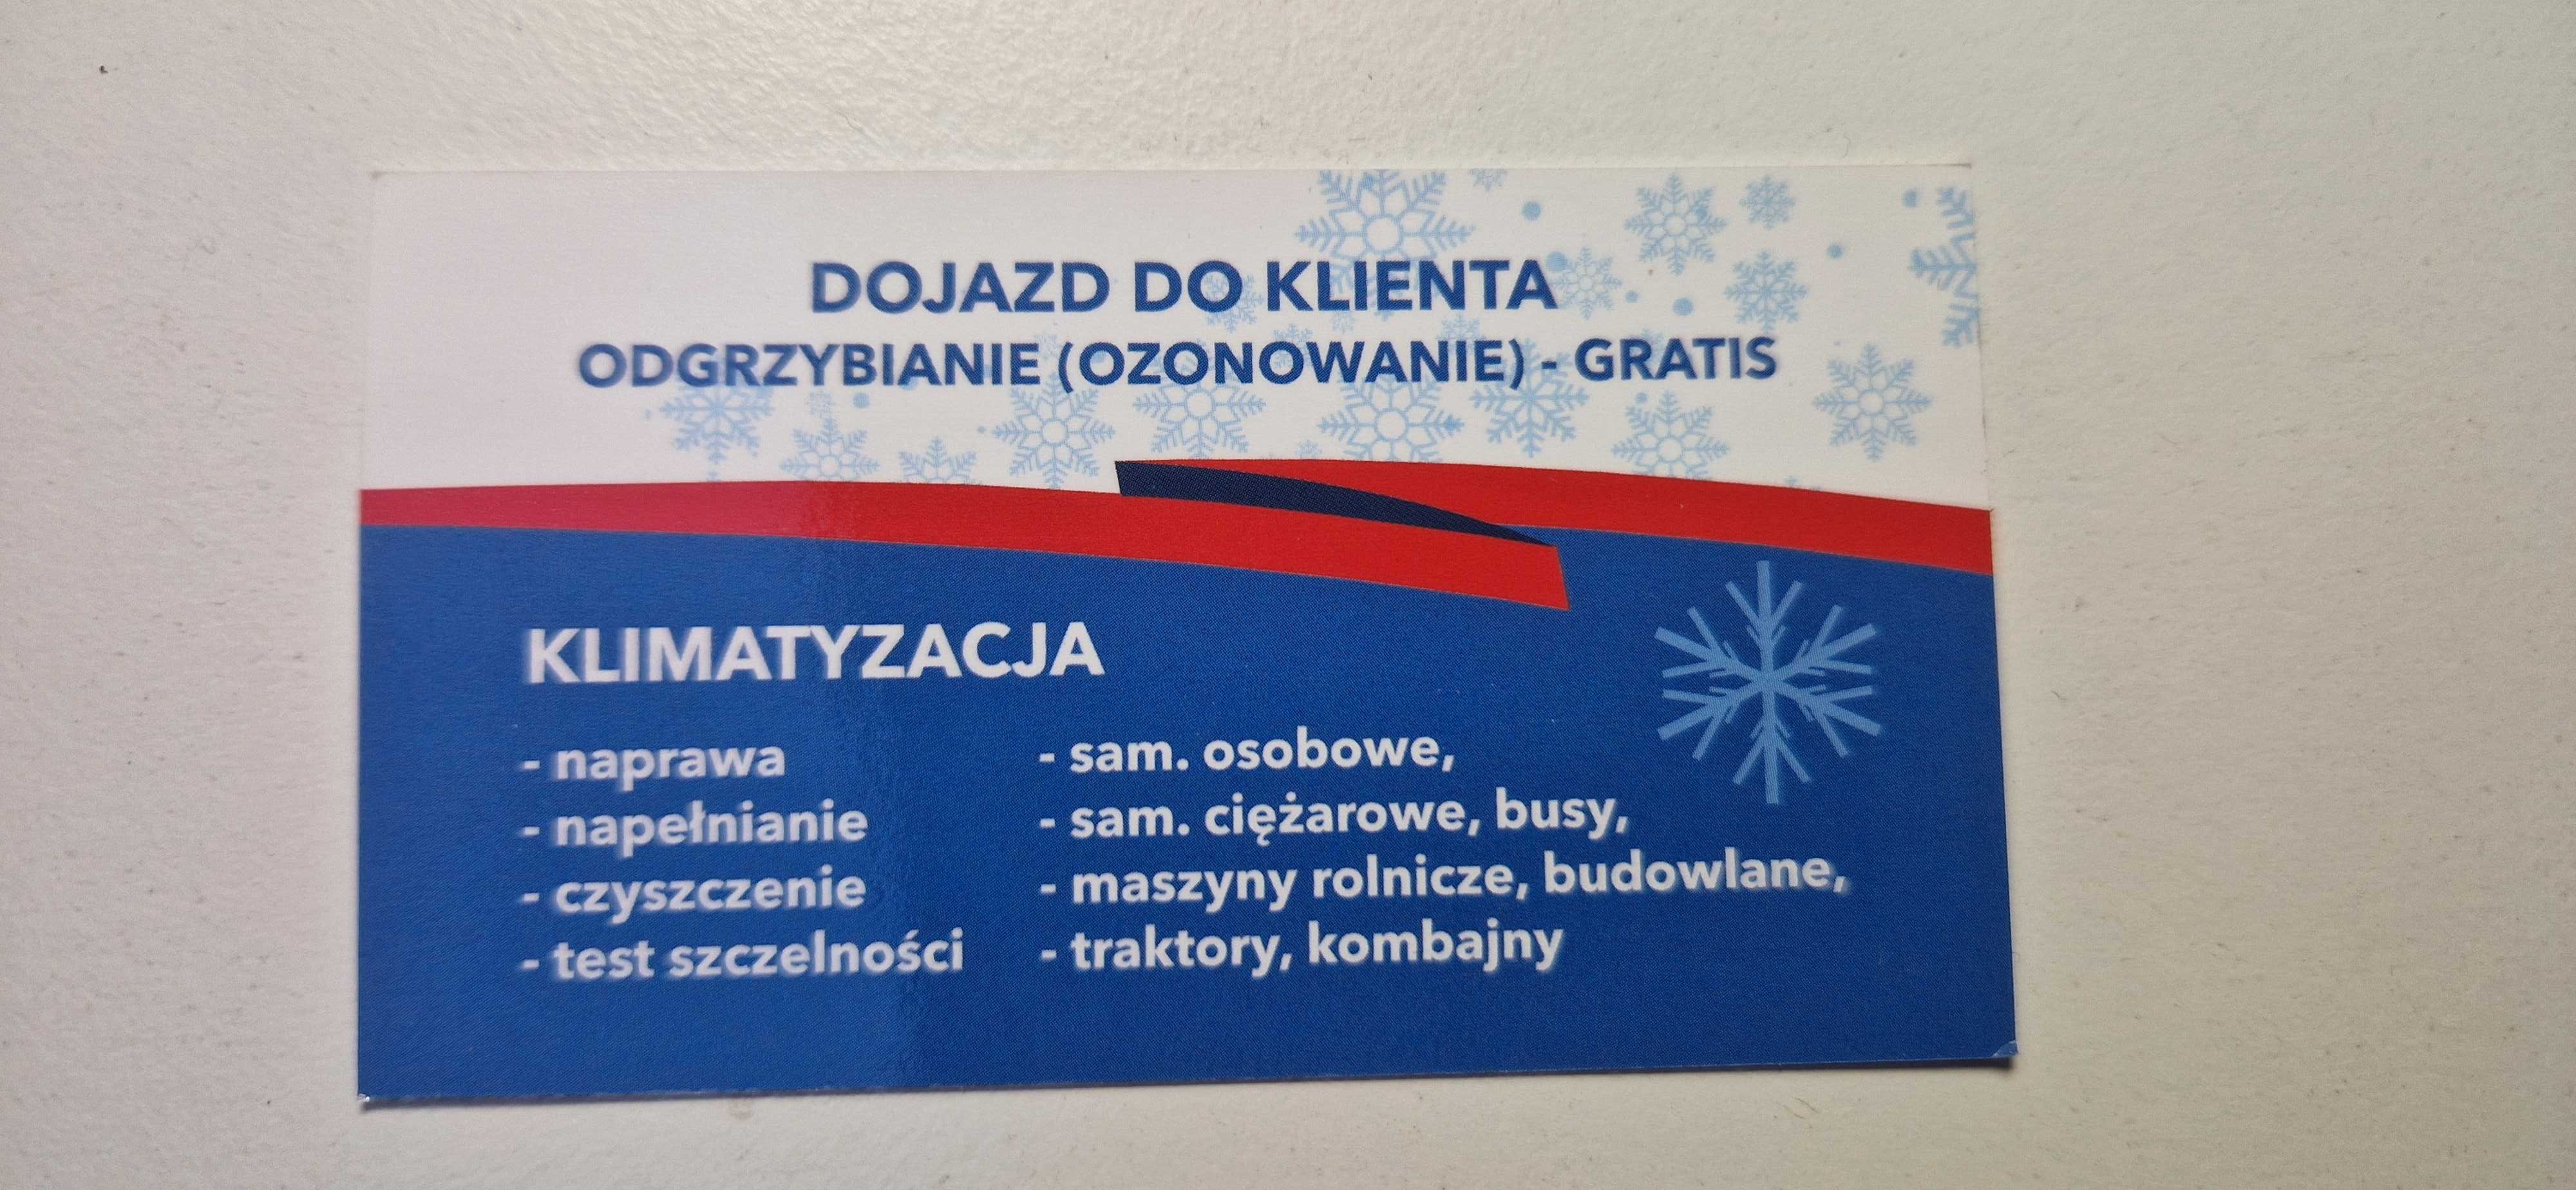 DOJAZD DO KLIENTA
ODGRZYBIANIE (OZONOWANIE) - GRATIS
KLIMATYZACJA
- naprawa
- napełnianie
- czyszczenie
- test szczelności
- sam. osobowe,
- sam. ciężarowe, busy,
- maszyny rolnicze, budowlane,
- traktory, kombajny